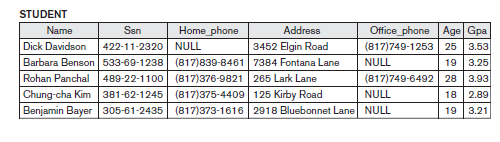 STUDENT
Name Ssn Home_phone Address Office_phone Age Gpa
Dick Davidson 422-11-2320 NULL 3452 Elgin Road (817)749-1253 25 3.53
Barbara Benson 533-69-1238 (817)839-8461 7384 Fontana Lane NULL 19 3.25
Rohan Panchal 489-22-1100 (817)376-9821 265 Lark Lane (817)749-6492 28 3.93
Chung-cha Kim 381-62-1245 (817)375-4409 125 Kirby Road NULL 18 2.89
Benjamin Bayer 305-61-2435 (817)373-1616 2918 Bluebonnet Lane NULL 19 3.21